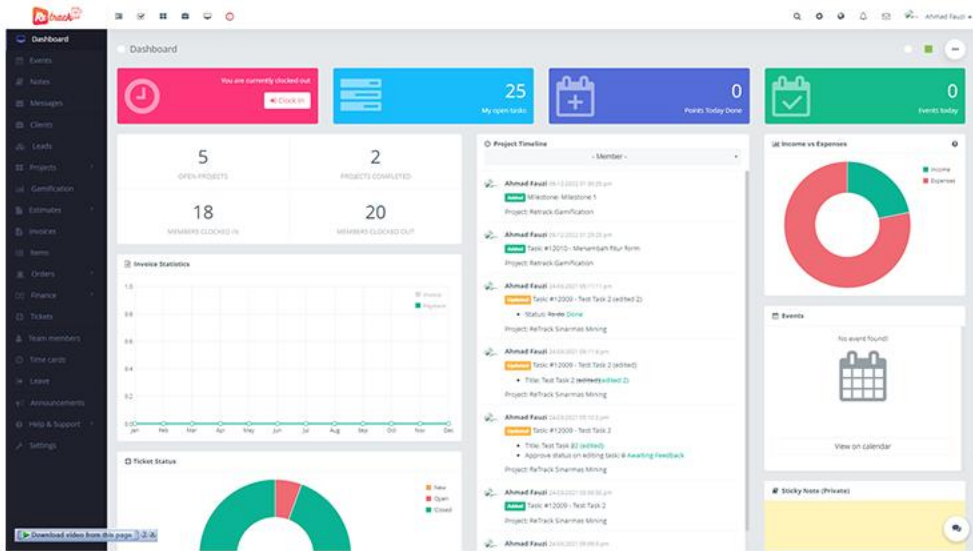 Retrack
Ahmad Fauzi
Dashboard
Events
Notes
Messages
Clients
Leads
Projects
Gamification
Estimates
Invoices
Items
Orders
Finance
Tickets
Team members
Time cards
Leave
Announcements
Help & Support
Settings
Dashboard
You are currently clocked out
Clock In
25
My open tasks
0
Points Today Done
0
Events today
5
OPEN PROJECTS
2
PROJECTS COMPLETED
18
MEMBERS CLOCKED IN
20
MEMBERS CLOCKED OUT
Invoice Statistics
1.0
0.8
0.6
0.4
0.2
0.0
Invoice
Payment
Jan Feb Mar Apr May Jun Jul Aug Sep Oct Nov Dec
Ticket Status
New
Open
Closed
Project Timeline
- Member -
Ahmad Fauzi
Added Milestone: Milestone 1
Project: Retrack Gamification
Ahmad Fauzi
Added Task: #12010 - Menambah fitur form
Project: Retrack Gamification
Ahmad Fauzi
Updated Task: #12009 - Test Task 2 (edited 2)
Status: Done
Project: ReTrack Sinarmas Mining
Ahmad Fauzi
Updated Task: #12009 - Test Task 2 (edited)
Title: Test Task 2 (edited)(edited 2)
Project: ReTrack Sinarmas Mining
Ahmad Fauzi
Updated Task: #12009 - Test Task 2
Title: Test Task 2 (edited)
Approve status on editing task: 0 Awaiting Feedback
Project: ReTrack Sinarmas Mining
Ahmad Fauzi
Added Task: #12009 - Test Task 2
Project: ReTrack Sinarmas Mining
Ahmad Fauzi
Income vs Expenses
Income
Expenses
Events
No event found!
View on calendar
Sticky Note (Private)
Download video from this page